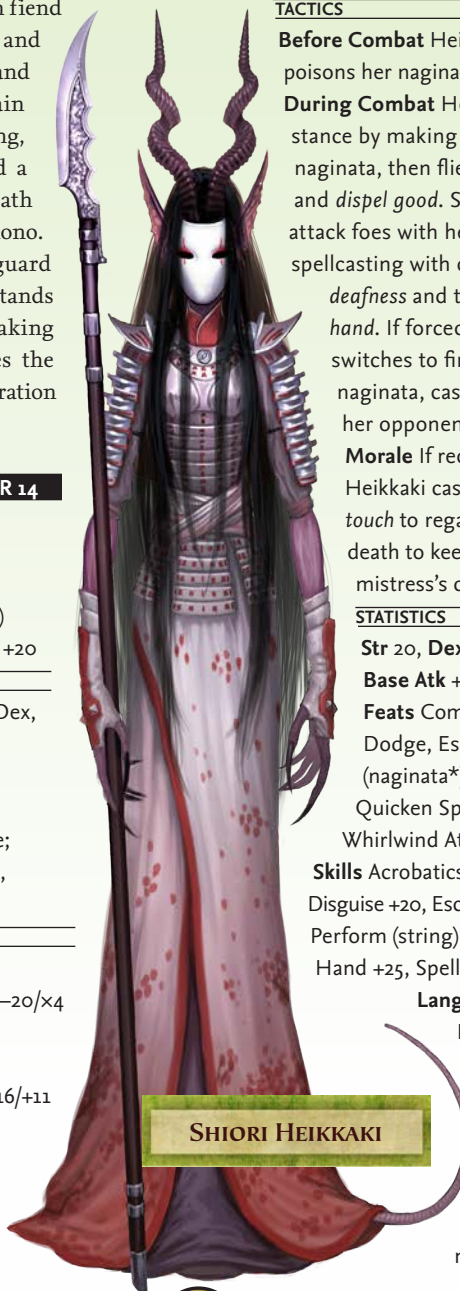 fiend
and
and
ain
ng,
d a
ath
ono.
guard
tands
aking
es the
ration
R 14
)
+20
Dex,
e;
,
–20/×4
16/+11
TACTICS
Before Combat Hei
poisons her nagina
During Combat He
stance by making
naginata, then flie
and dispel good. S
attack foes with he
spellcasting with
deafness and t
hand. If forced
switches to fir
naginata, cas
her opponen
Morale If red
Heikkaki cas
touch to rega
death to keep
mistress’s
STATISTICS
Str 20, Dex
Base Atk +
Feats Com
Dodge, Es
(naginata*
Quicken Sp
Whirlwind At
Skills Acrobatics
Disguise +20, Esc
Perform (string)
Hand +25, Spell
Lang
Shiori Heikkaki